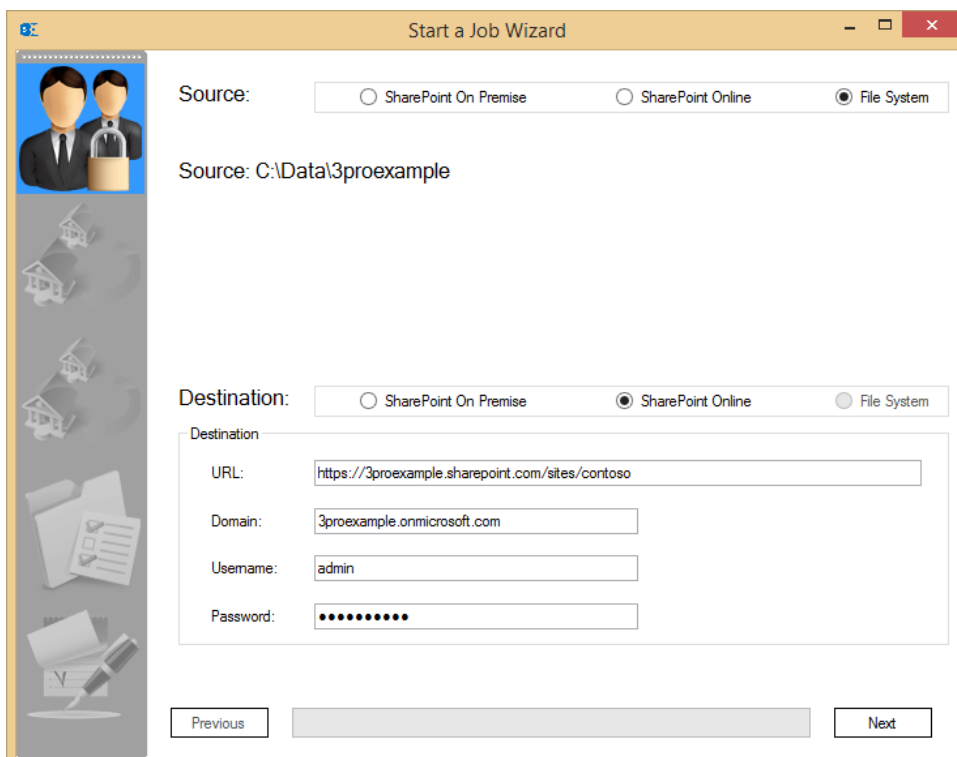 Start a Job Wizard
Source: SharePoint On Premise SharePoint Online File System
Source: C:\Data\3proexample
Destination: SharePoint On Premise SharePoint Online File System
Destination
URL: https://3proexample.sharepoint.com/sites/contoso
Domain: 3proexample.onmicrosoft.com
Username: admin
Password: ●●●●●●●●●●
Previous Next